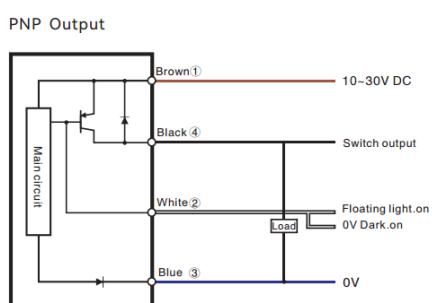 PNP Output
Brown①
10~30V DC
Black④
Switch output
Main circuit
White②
Floating light.on
Load
0V Dark.on
Blue ③
0V